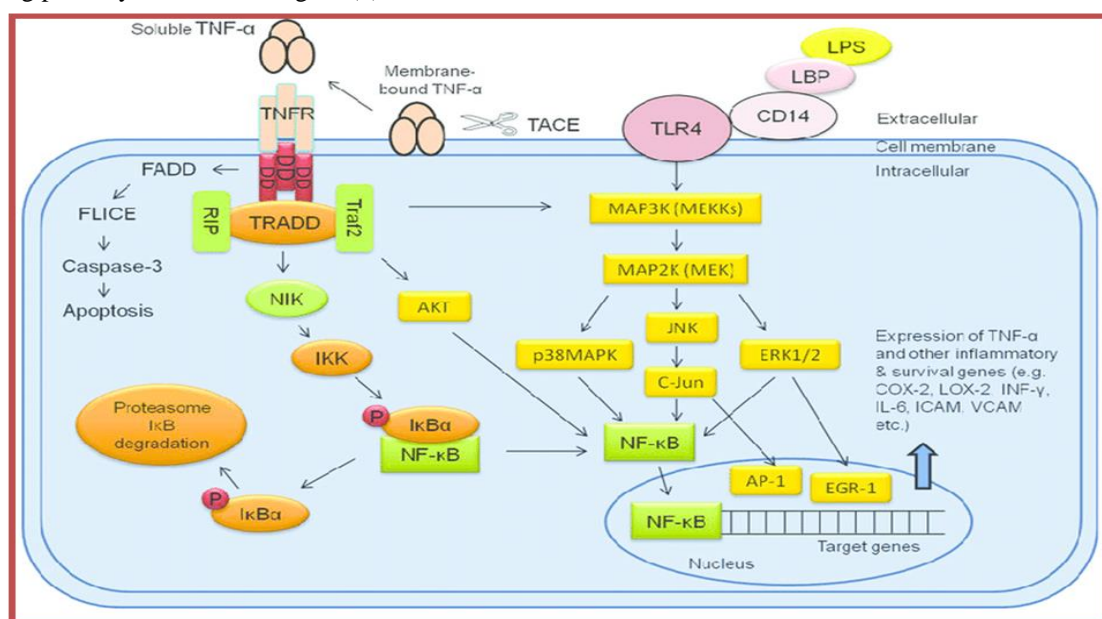 Soluble TNF-α
Membrane-
bound TNF-α
TACE
LPS
LBP
CD14
TLR4
TNFR
Extracellular
Cell membrane
Intracellular
DD
DD
DD
FADD
FLICE
Caspase-3
Apoptosis
RIP
TRADD
Traf2
NIK
AKT
IKK
P
IκBα
NF-κB
Proteasome
IκB
degradation
P
IκBα
MAP3K (MEKKs)
MAP2K (MEK)
JNK
p38MAPK
ERK1/2
C-Jun
NF-κB
Expression of TNF-α
and other inflammatory
& survival genes (e.g.
COX-2, LOX-2, INF-γ,
IL-6, ICAM, VCAM
etc.)
AP-1
EGR-1
NF-κB
Target genes
Nucleus